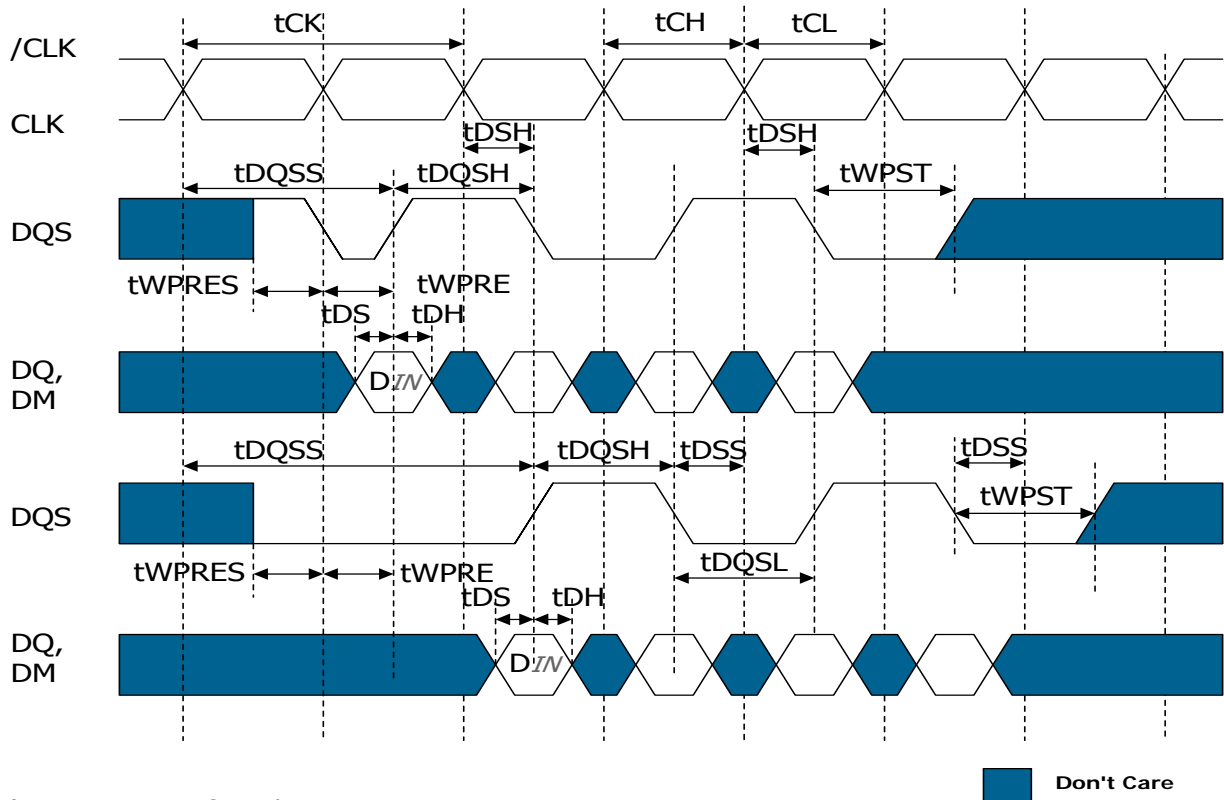 tCK
tCH
tCL
/CLK
CLK
tDSH
tDSH
tDQSS
tDQSH
tWPST
DQS
tWPRES
tWPRE
tDS
tDH
DQ,
DM
DIN
tDQSS
tDQSH
tDSS
tDSS
tWPST
DQS
tWPRES
tWPRE
tDQSL
tDS
tDH
DQ,
DM
DIN
Don't Care